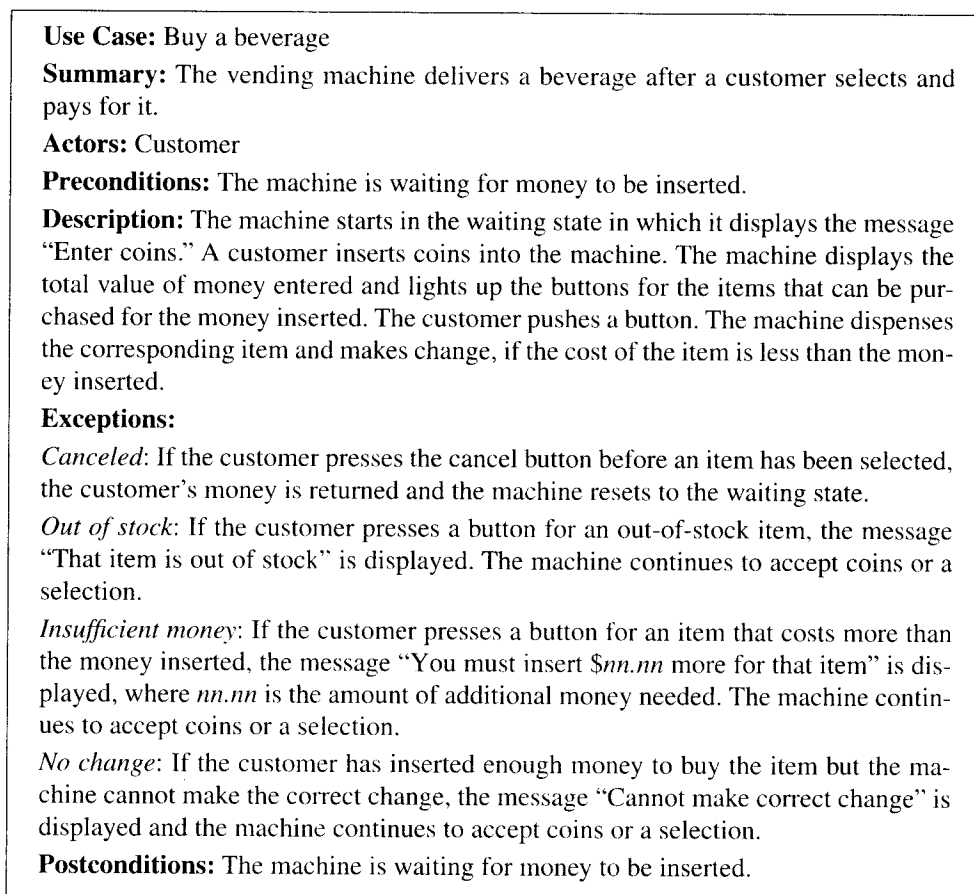 Use Case: Buy a beverage
Summary: The vending machine delivers a beverage after a customer selects and
pays for it.
Actors: Customer
Preconditions: The machine is waiting for money to be inserted.
Description: The machine starts in the waiting state in which it displays the message
“Enter coins.” A customer inserts coins into the machine. The machine displays the
total value of money entered and lights up the buttons for the items that can be pur-
chased for the money inserted. The customer pushes a button. The machine dispenses
the corresponding item and makes change, if the cost of the item is less than the mon-
ey inserted.
Exceptions:
Canceled: If the customer presses the cancel button before an item has been selected,
the customer’s money is returned and the machine resets to the waiting state.
Out of stock: If the customer presses a button for an out-of-stock item, the message
“That item is out of stock” is displayed. The machine continues to accept coins or a
selection.
Insufficient money: If the customer presses a button for an item that costs more than
the money inserted, the message “You must insert $nn.nn more for that item” is dis-
played, where nn.nn is the amount of additional money needed. The machine contin-
ues to accept coins or a selection.
No change: If the customer has inserted enough money to buy the item but the ma-
chine cannot make the correct change, the message “Cannot make correct change” is
displayed and the machine continues to accept coins or a selection.
Postconditions: The machine is waiting for money to be inserted.